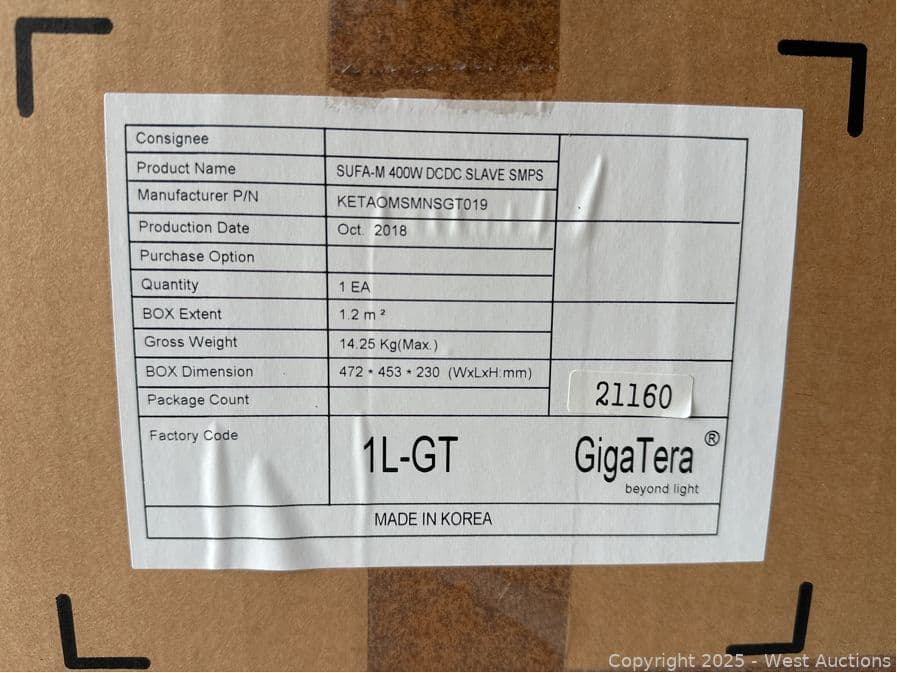 Consignee
Product Name SUFA-M 400W DCDC SLAVE SMPS
Manufacturer P/N KETAOMSMNSGT019
Production Date Oct. 2018
Purchase Option
Quantity 1 EA
BOX Extent 1.2 m ²
Gross Weight 14.25 Kg(Max.)
BOX Dimension 472 * 453 * 230 (WxLxH:mm)
Package Count
21160
Factory Code 1L-GT GigaTera ®
beyond light
MADE IN KOREA
Copyright 2025 - West Auctions